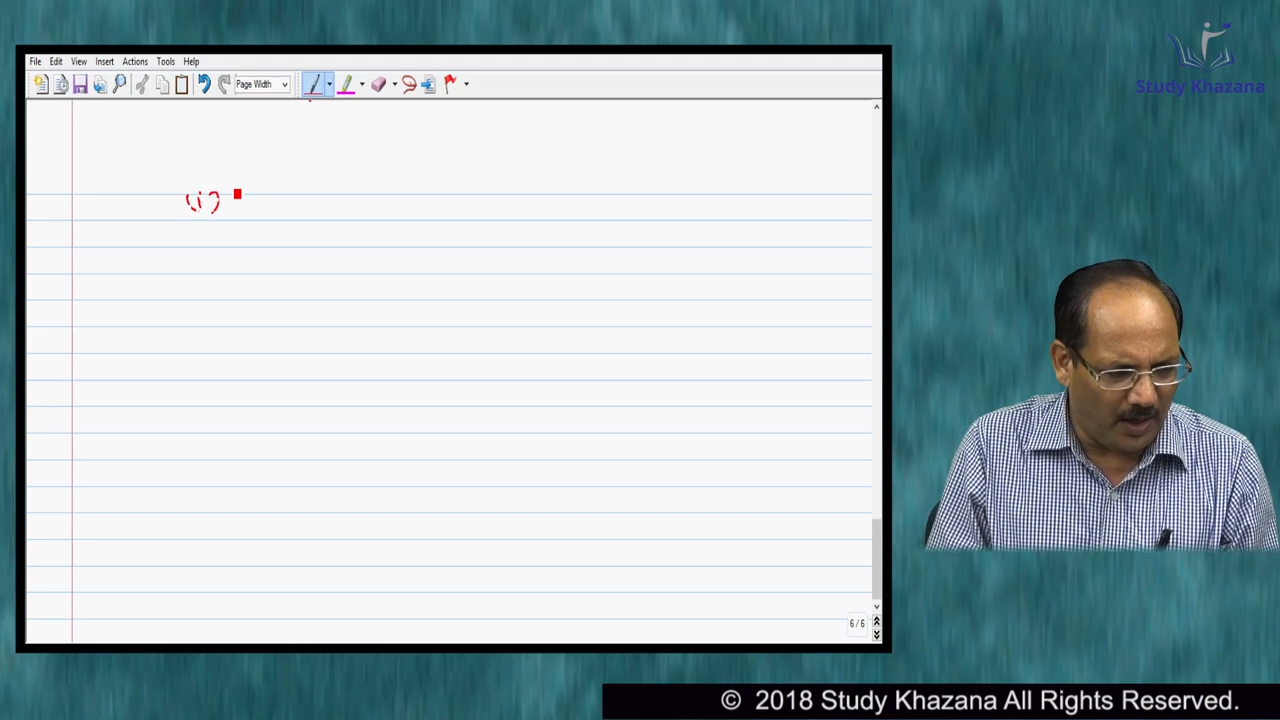 Study Khazana
File Edit View Insert Actions Tools Help
Page Width
(i)
6/6
© 2018 Study Khazana All Rights Reserved.